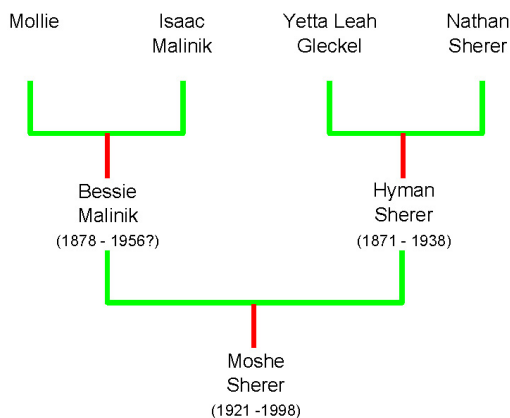 Mollie
Isaac
Malinik
Yetta Leah
Gleckel
Nathan
Sherer
Bessie
Malinik
(1878 - 1956?)
Hyman
Sherer
(1871 - 1938)
Moshe
Sherer
(1921 -1998)